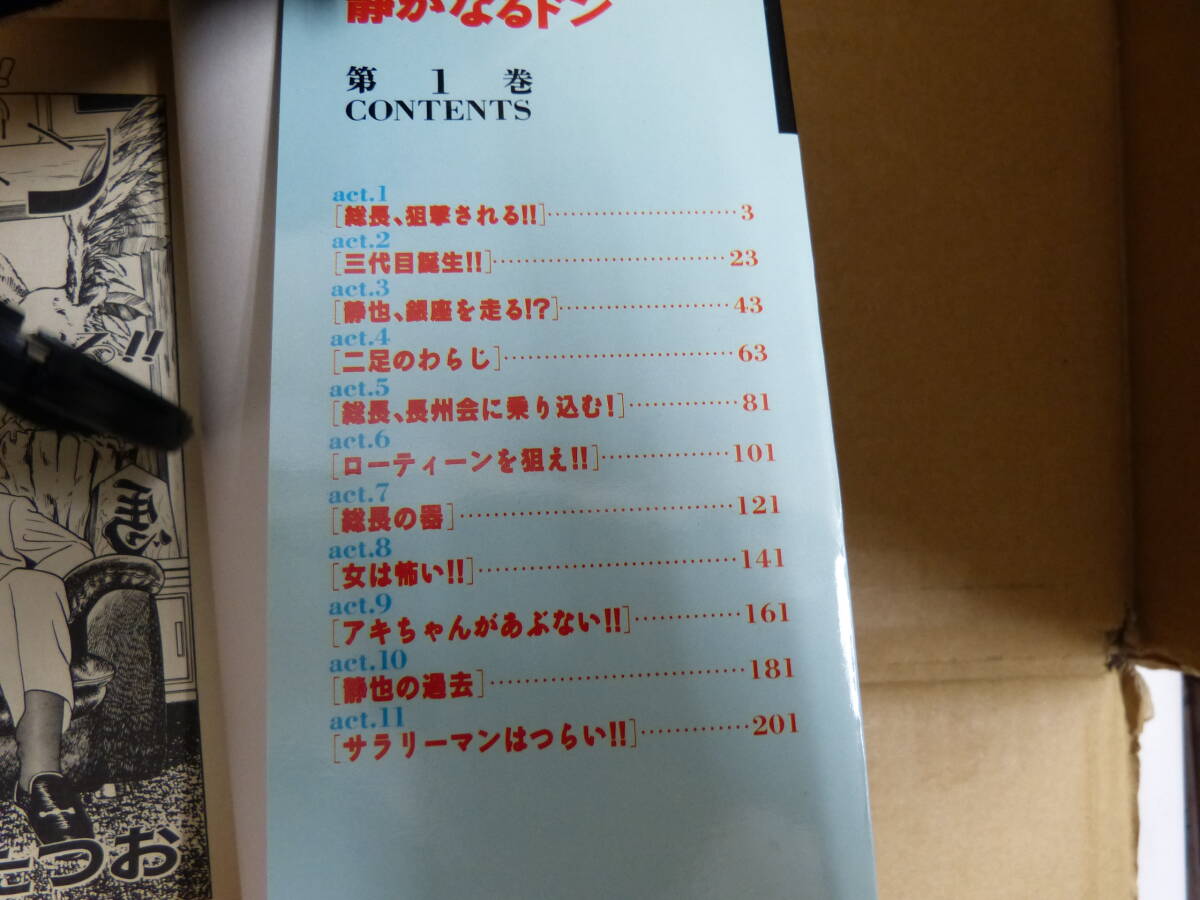 静かなるドン
第1巻
CONTENTS
act.1
[総長、狙撃される!!]························3
act.2
[三代目誕生!!]······························23
act.3
[静也、銀座を走る!?]······················43
act.4
[二足のわらじ]·····························63
act.5
[総長、長州会に乗り込む!]··············81
act.6
[ローティーンを狙え!!]················101
act.7
[総長の器]···································121
act.8
[女は怖い!!]·································141
act.9
[アキちゃんがあぶない!!]··············161
act.10
[静也の過去]································181
act.11
[サラリーマンはつらい!!]··············201
たつお